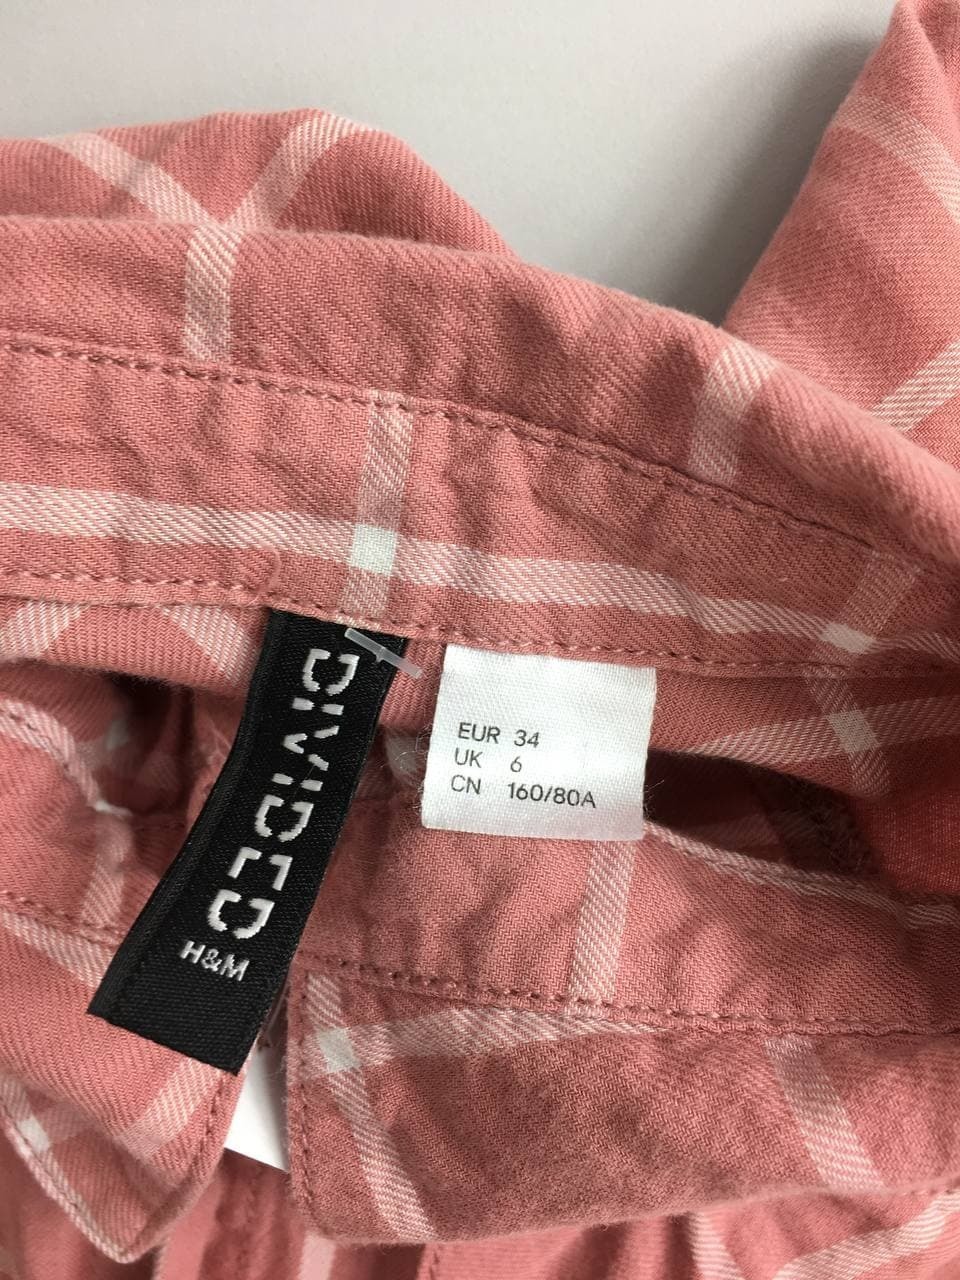 DIVIDED
H&M
EUR 34
UK 6
CN 160/80A